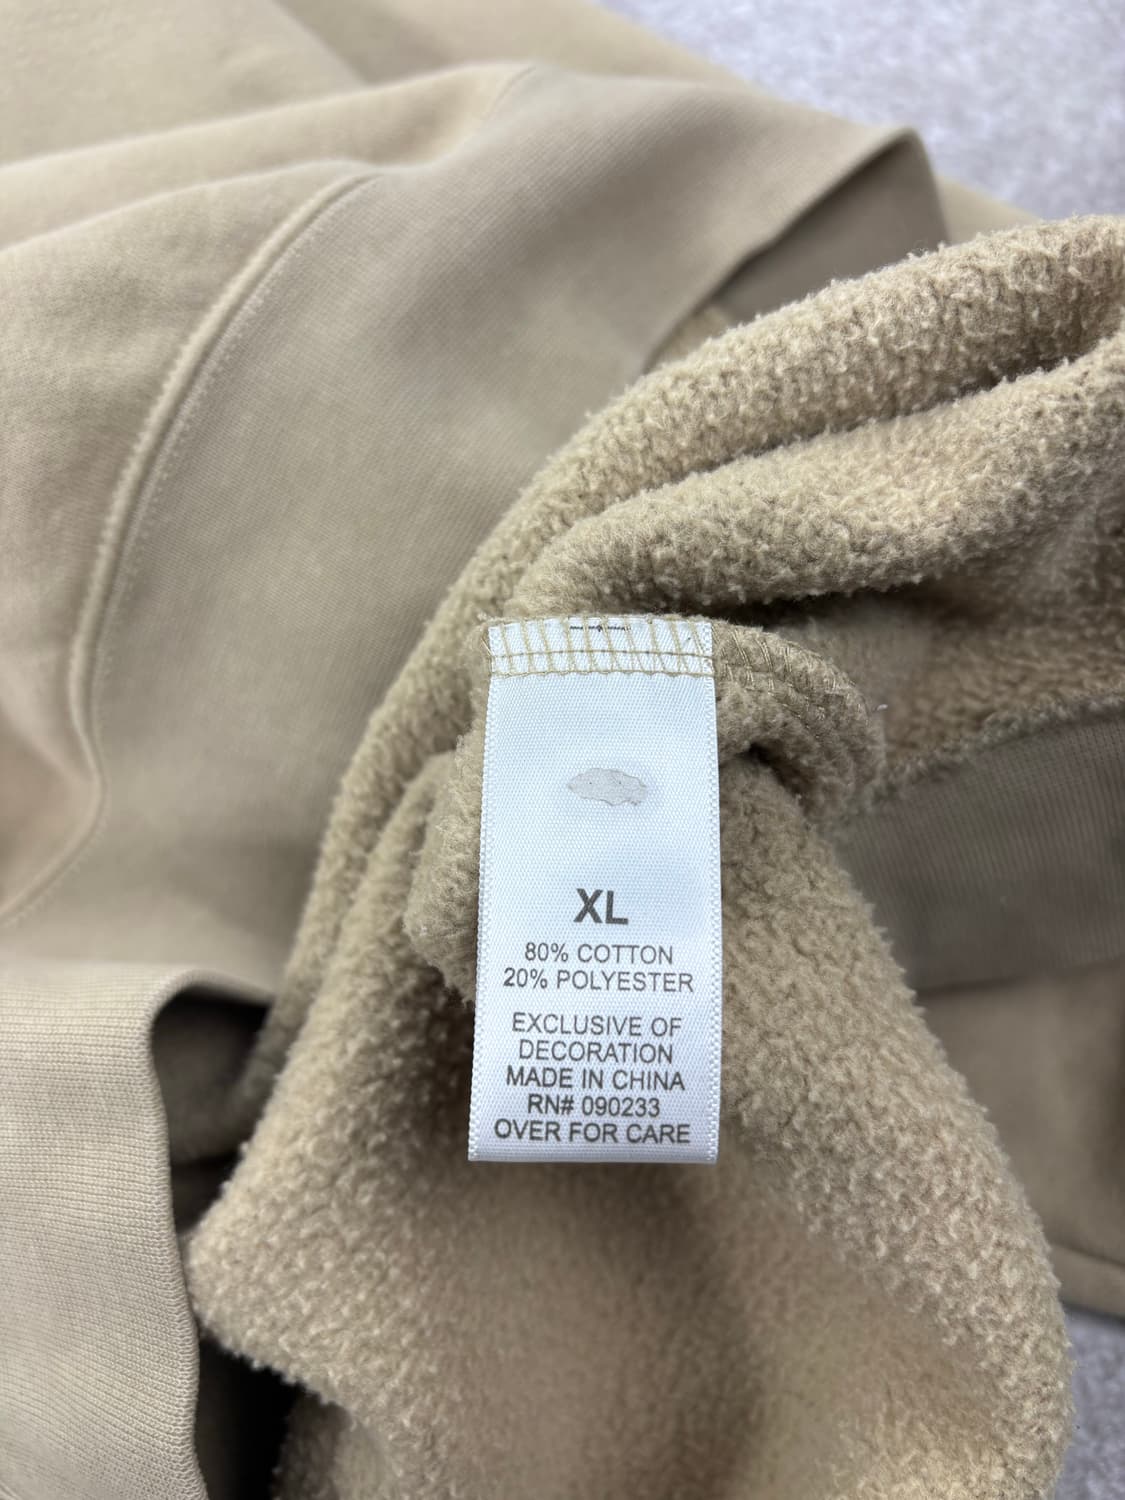 XL
80% COTTON
20% POLYESTER
EXCLUSIVE OF
DECORATION
MADE IN CHINA
RN# 090233
OVER FOR CARE